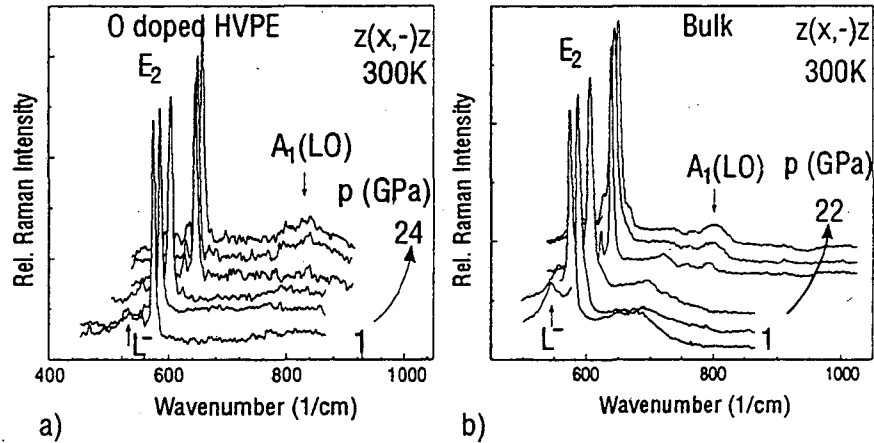 O doped HVPE
z(x,-)z
300K
E₂
A₁(LO)
p (GPa)
24
1
L⁻
Rel. Raman Intensity
400 600 800 1000
Wavenumber (1/cm)
a)
Bulk
z(x,-)z
300K
E₂
A₁(LO)
p (GPa)
22
1
L⁻
Rel. Raman Intensity
600 800 1000
Wavenumber (1/cm)
b)